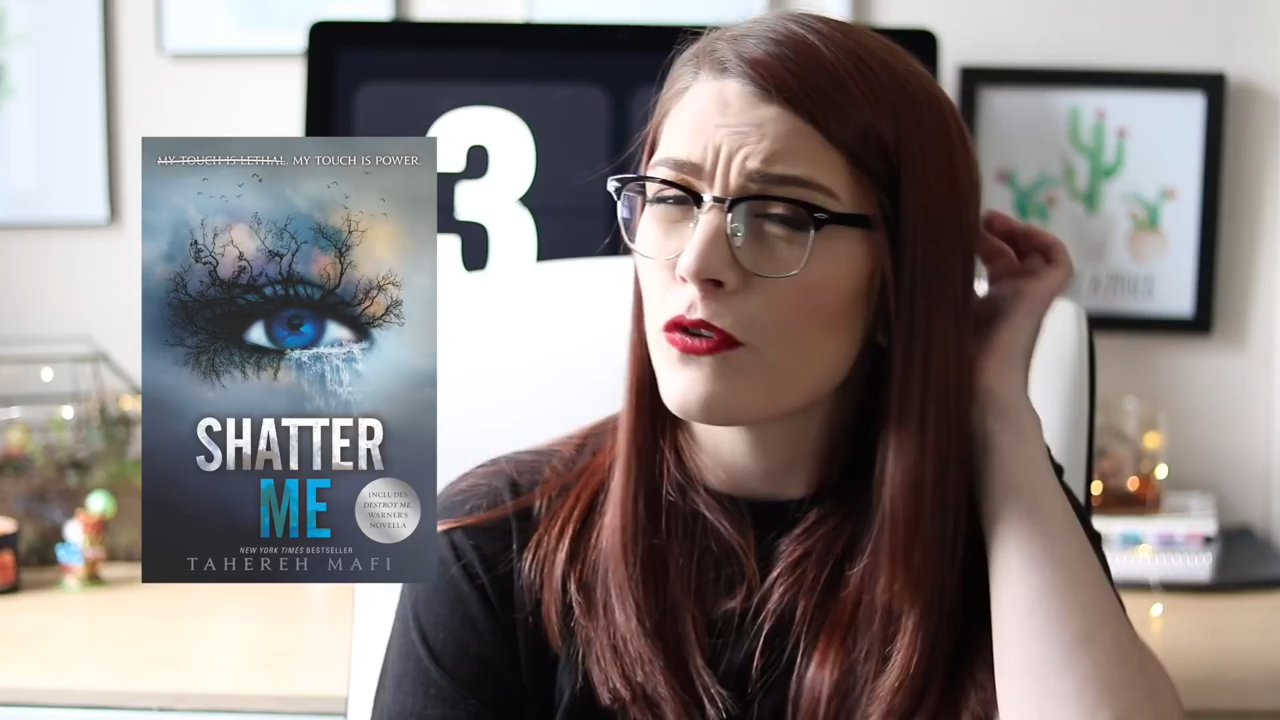 MY TOUCH IS LETHAL. MY TOUCH IS POWER.
3
SHATTER
ME
INCLUDES
DESTROY ME,
WARNER'S
NOVELLA
NEW YORK TIMES BESTSELLER
TAHEREH MAFI